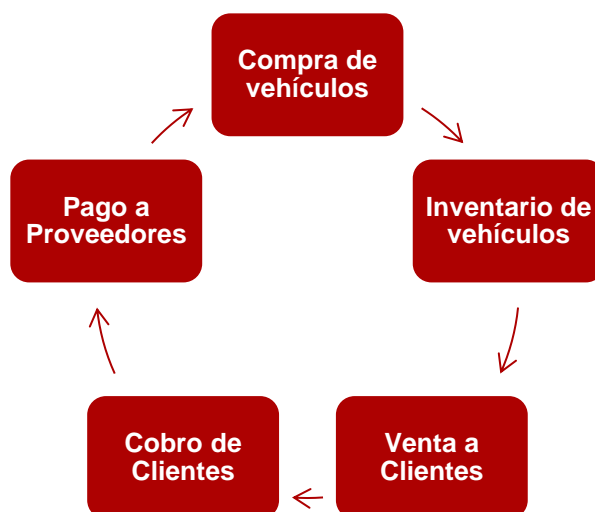 Compra de
vehículos
Inventario de
vehículos
Venta a
Clientes
Cobro de
Clientes
Pago a
Proveedores